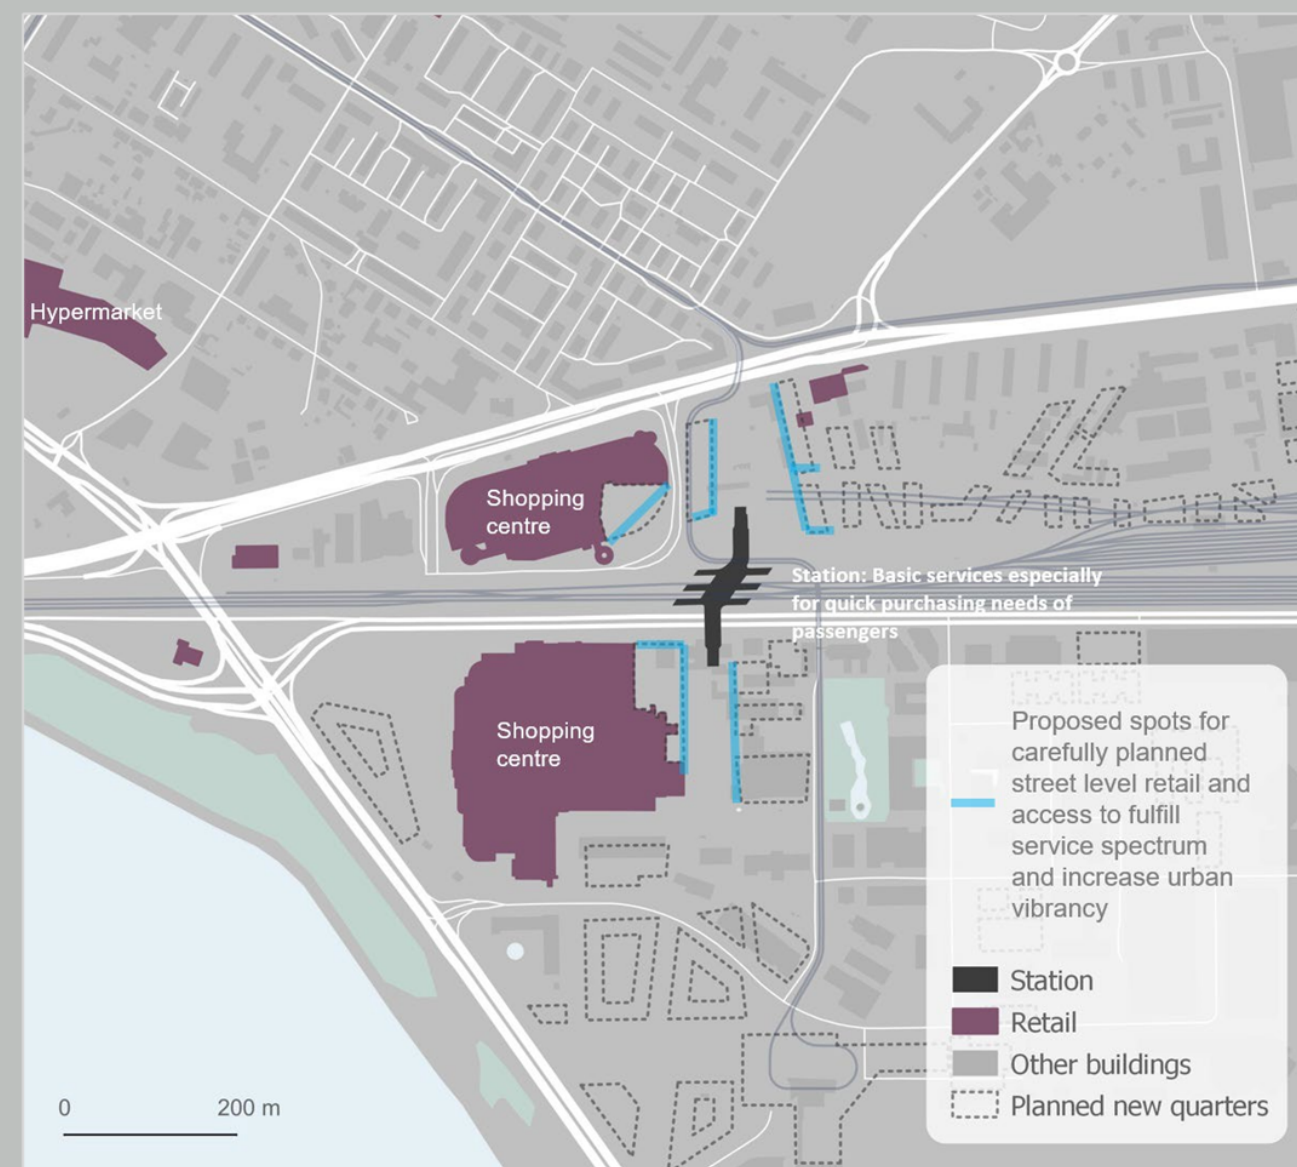 Hypermarket
Shopping
centre
Station: Basic services especially
for quick purchasing needs of
passengers
Shopping
centre
Proposed spots for
carefully planned
street level retail and
access to fulfill
service spectrum
and increase urban
vibrancy
Station
Retail
Other buildings
Planned new quarters
0 200 m